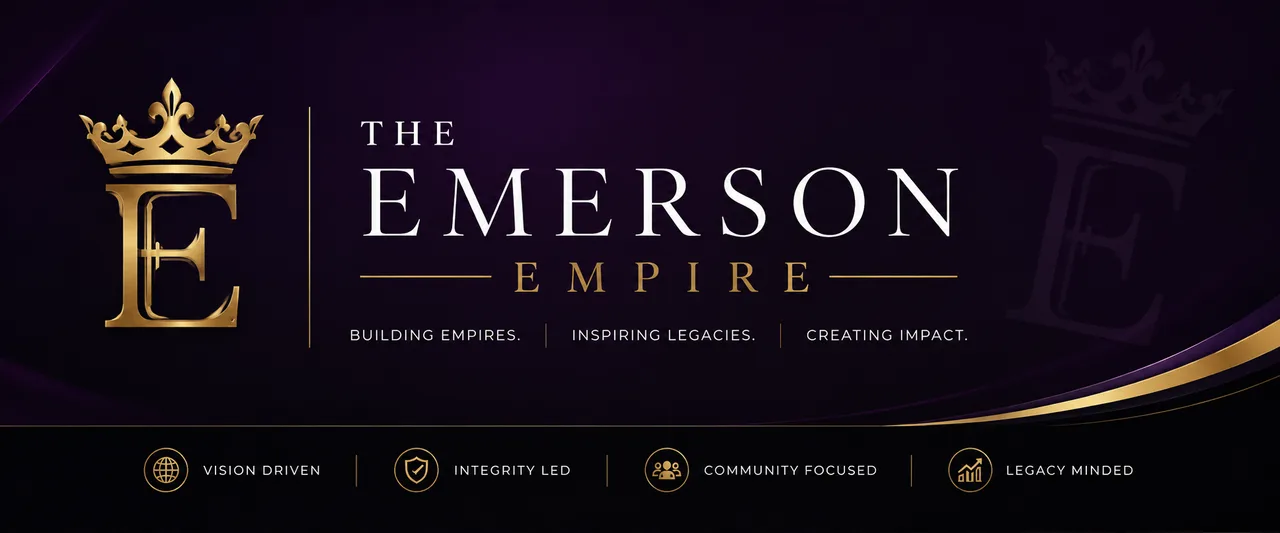 E
THE
EMERSON
EMPIRE
BUILDING EMPIRES. INSPIRING LEGACIES. CREATING IMPACT.
E
VISION DRIVEN INTEGRITY LED COMMUNITY FOCUSED LEGACY MINDED